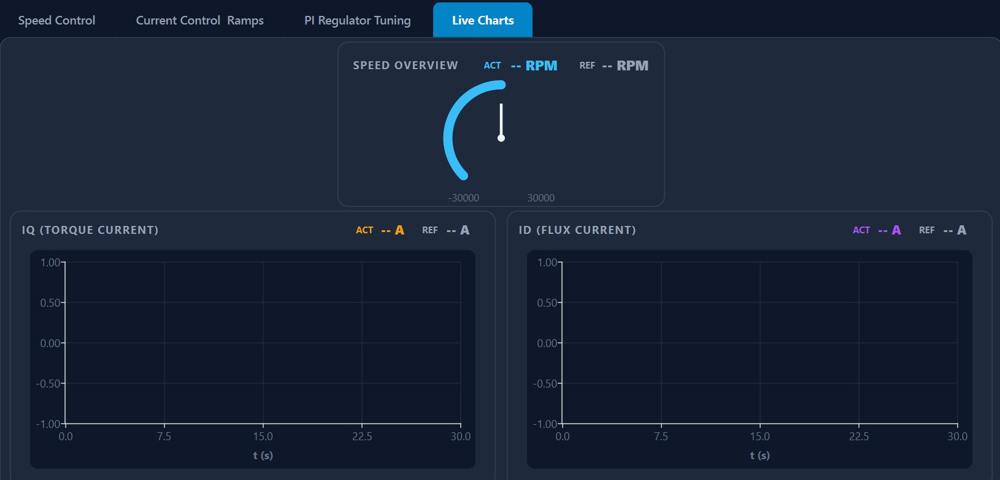 Speed Control Current Control Ramps PI Regulator Tuning Live Charts
SPEED OVERVIEW ACT -- RPM REF -- RPM
-30000 30000
IQ (TORQUE CURRENT) ACT -- A REF -- A
1.00
0.50
0.00
-0.50
-1.00
0.0 7.5 15.0 22.5 30.0
t (s)
ID (FLUX CURRENT) ACT -- A REF -- A
1.00
0.50
0.00
-0.50
-1.00
0.0 7.5 15.0 22.5 30.0
t (s)